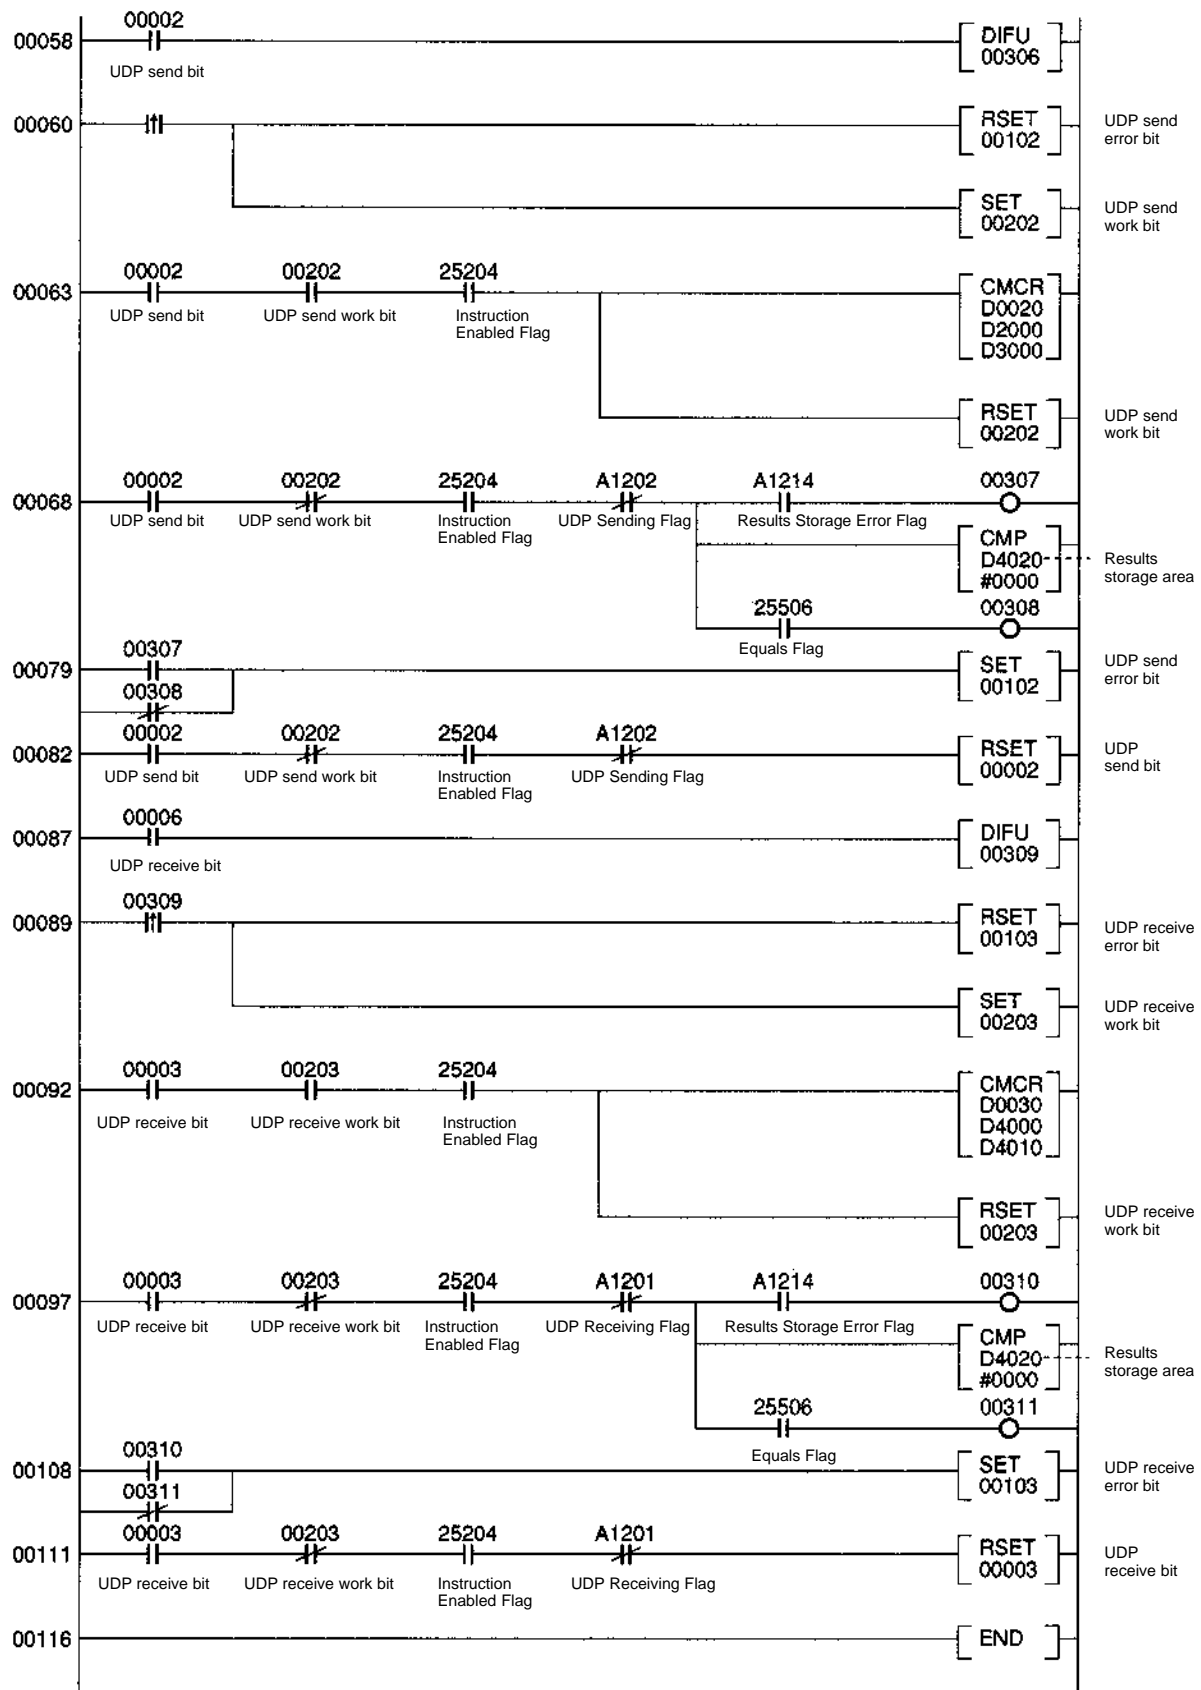 00002
00058
DIFU
00306
UDP send bit
00060
RSET
00102
UDP send
error bit
SET
00202
UDP send
work bit
00002 00202 25204
00063
CMCR
D0020
D2000
D3000
UDP send bit UDP send work bit Instruction
Enabled Flag
RSET
00202
UDP send
work bit
00002 00202 25204 A1202 A1214 00307
00068
UDP send bit UDP send work bit Instruction
Enabled Flag
UDP Sending Flag Results Storage Error Flag
CMP
D4020
#0000
Results
storage area
25506 00308
Equals Flag
00307
00079
SET
00102
UDP send
error bit
00308
00002 00202 25204 A1202
00082
RSET
00002
UDP
send bit
UDP send bit UDP send work bit Instruction
Enabled Flag
UDP Sending Flag
00006
00087
DIFU
00309
UDP receive bit
00309
00089
RSET
00103
UDP receive
error bit
SET
00203
UDP receive
work bit
00003 00203 25204
00092
CMCR
D0030
D4000
D4010
UDP receive bit UDP receive work bit Instruction
Enabled Flag
RSET
00203
UDP receive
work bit
00003 00203 25204 A1201 A1214 00310
00097
UDP receive bit UDP receive work bit Instruction
Enabled Flag
UDP Receiving Flag Results Storage Error Flag
CMP
D4020
#0000
Results
storage area
25506 00311
Equals Flag
00310
00108
SET
00103
UDP receive
error bit
00311
00003 00203 25204 A1201
00111
RSET
00003
UDP
receive bit
UDP receive bit UDP receive work bit Instruction
Enabled Flag
UDP Receiving Flag
00116
END